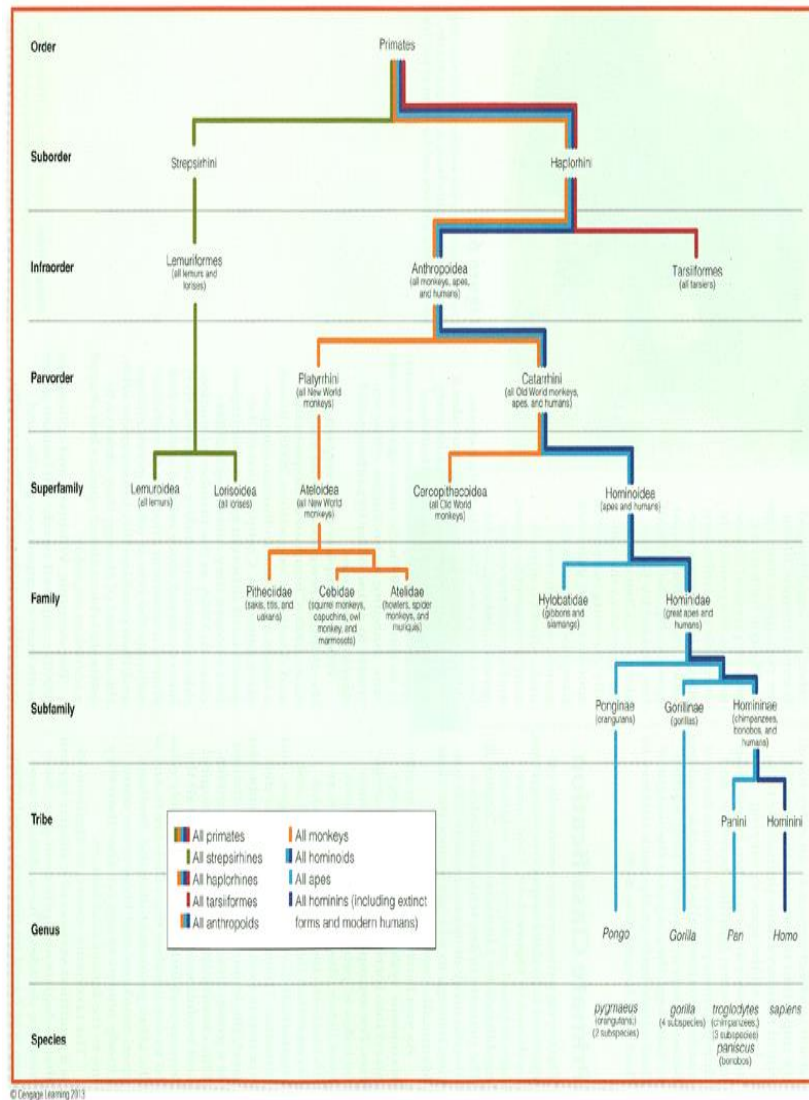 Order
Primates
Suborder
Strepsirhini
Haplorhini
Infraorder
Lemuriformes
(all lemurs and
lorises)
Anthropoidea
(all monkeys, apes,
and humans)
Tarsiiformes
(all tarsiers)
Parvorder
Platyrrhini
(all New World
monkeys)
Catarrhini
(all Old World monkeys,
apes, and humans)
Superfamily
Lemuroidea
(all lemurs)
Lorisoidea
(all lorises)
Ateloidea
(all New World
monkeys)
Cercopithecoidea
(all Old World
monkeys)
Hominoidea
(apes and humans)
Family
Pitheciidae
(sakis, titis, and
uakaris)
Cebidae
(squirrel monkeys,
capuchins, owl
monkey, and
marmosets)
Atelidae
(howlers, spider
monkeys, and
muriquis)
Hylobatidae
(gibbons and
siamangs)
Hominidae
(great apes and
humans)
Subfamily
Ponginae
(orangutans)
Gorillinae
(gorillas)
Homininae
(chimpanzees,
bonobos, and
humans)
Tribe
Panini
Hominini
All primates
All strepsirhines
All haplorhines
All tarsiiformes
All anthropoids
All monkeys
All hominoids
All apes
All hominins (including extinct
forms and modern humans)
Genus
Pongo
Gorilla
Pan
Homo
Species
pygmaeus
(orangutans;)
(2 subspecies)
gorilla
(4 subspecies)
troglodytes
(chimpanzees;)
(3 subspecies)
paniscus
(bonobos)
sapiens
© Cengage Learning 2013